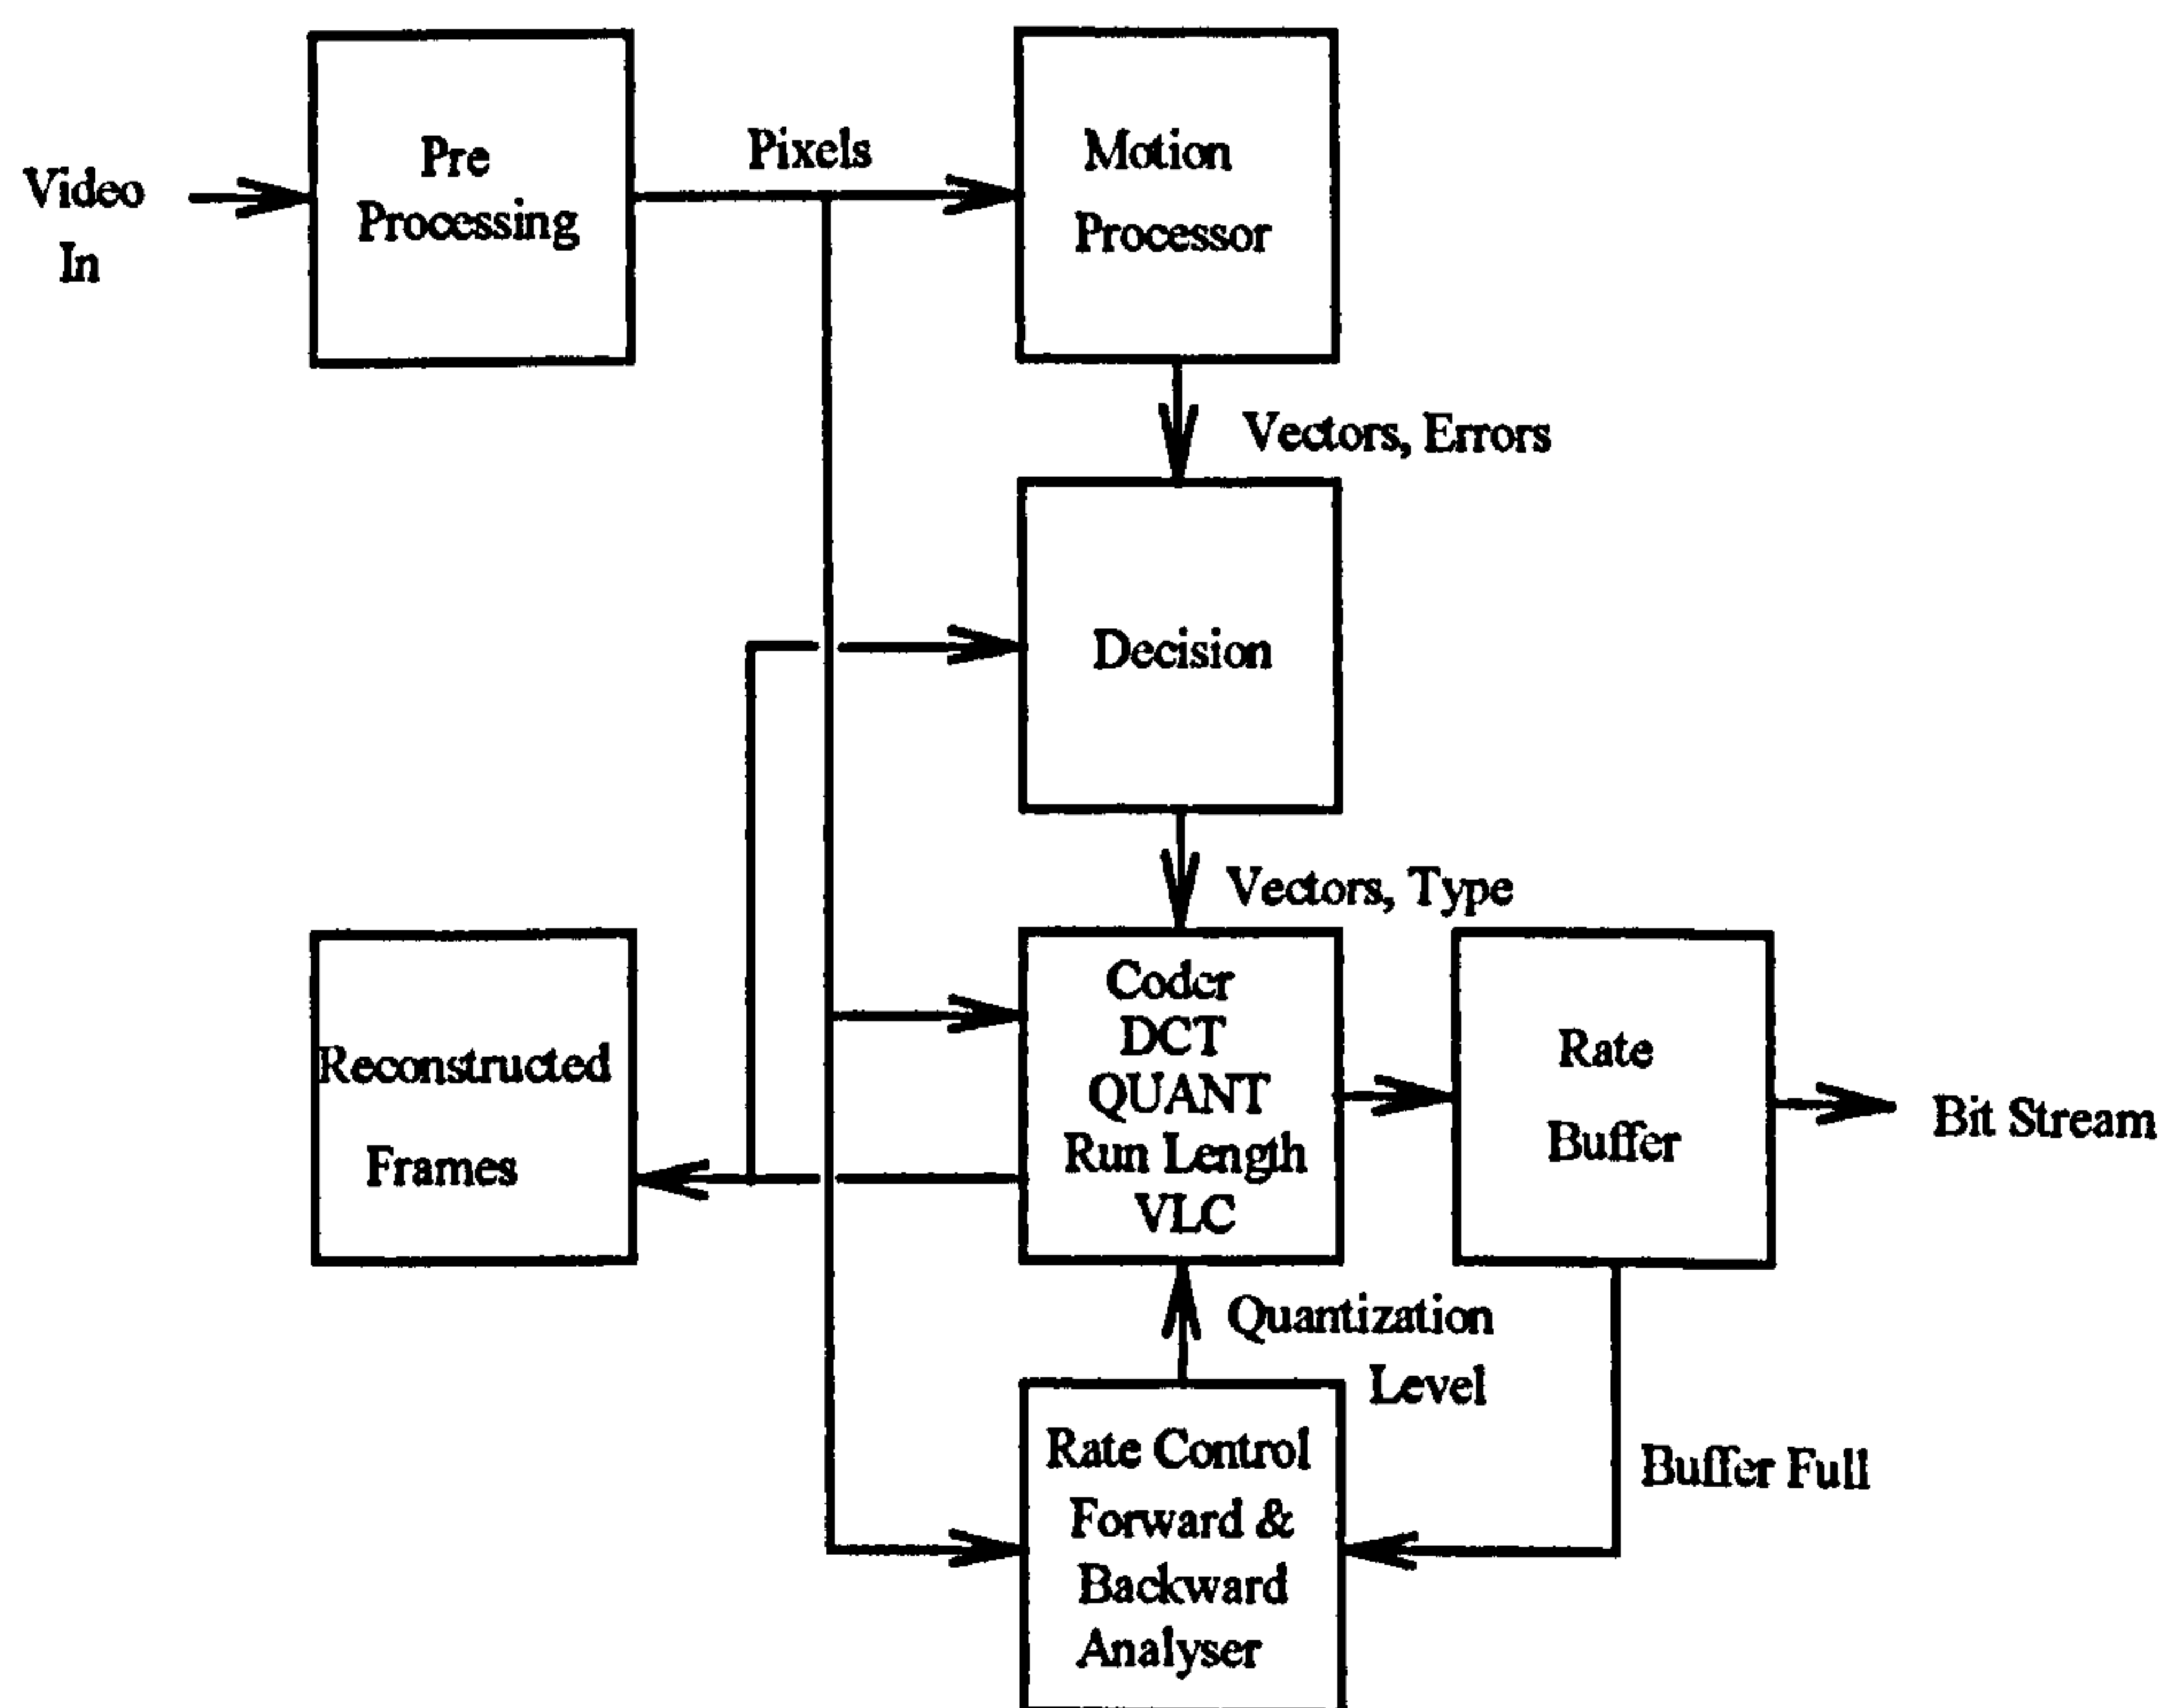 Video
In
Pre
Processing
Pixels
Motion
Processor
Vectors, Errors
Decision
Vectors, Type
Reconstructed
Frames
Coder
DCT
QUANT
Run Length
VLC
Rate
Buffer
Bit Stream
Quantization
Level
Rate Control
Forward &
Backward
Analyser
Buffer Full